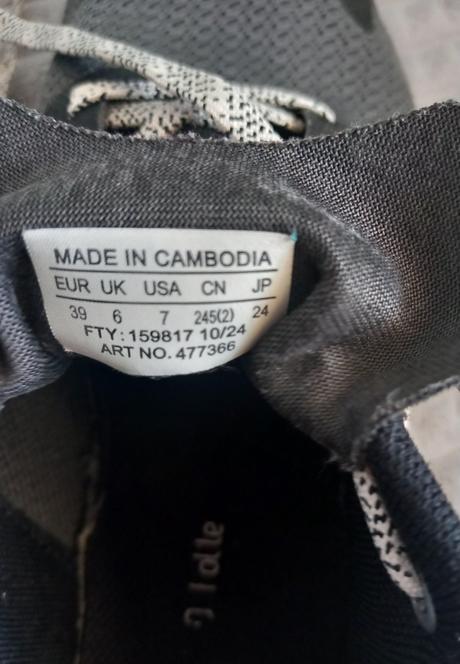 MADE IN CAMBODIA
EUR UK USA CN JP
39 6 7 245(2) 24
FTY: 159817 10/24
ART NO. 477366